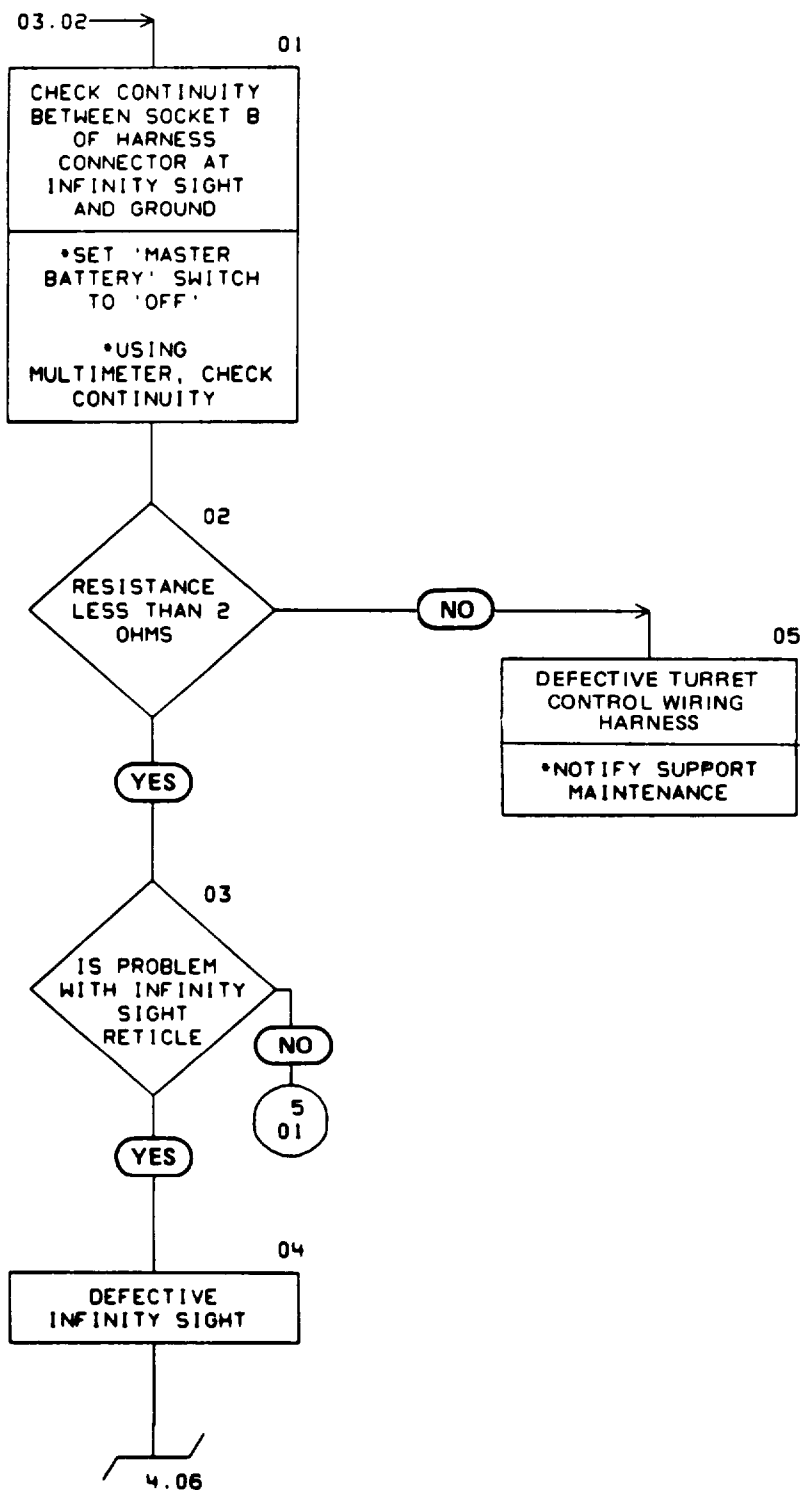 03.02
01
CHECK CONTINUITY
BETWEEN SOCKET B
OF HARNESS
CONNECTOR AT
INFINITY SIGHT
AND GROUND
*SET 'MASTER
BATTERY' SWITCH
TO 'OFF'
*USING
MULTIMETER, CHECK
CONTINUITY
02
RESISTANCE
LESS THAN 2
OHMS
NO
05
DEFECTIVE TURRET
CONTROL WIRING
HARNESS
*NOTIFY SUPPORT
MAINTENANCE
YES
03
IS PROBLEM
WITH INFINITY
SIGHT
RETICLE
NO
5
01
YES
04
DEFECTIVE
INFINITY SIGHT
4.06